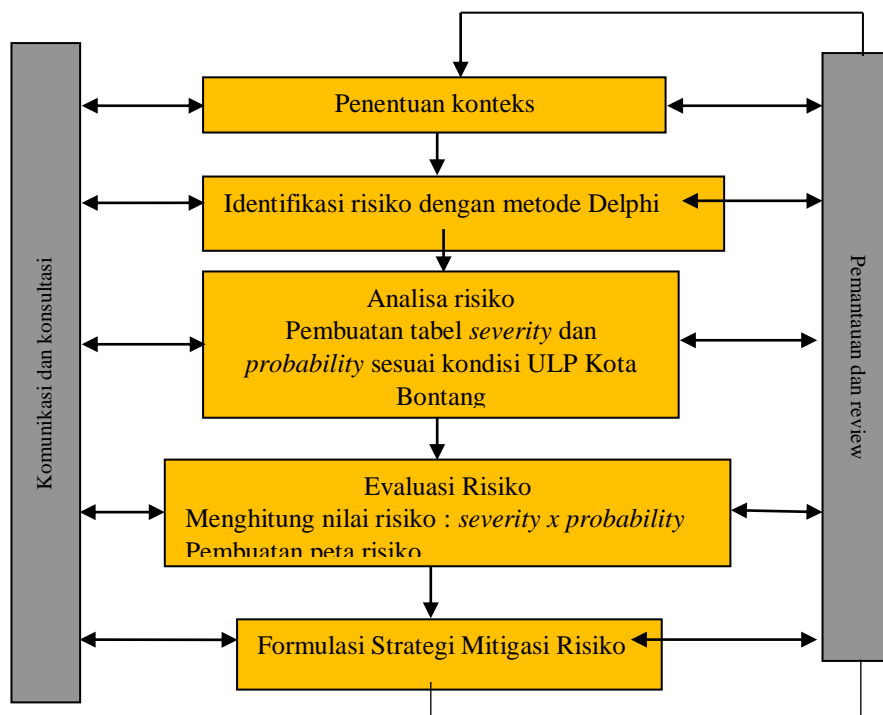 Penentuan konteks
Identifikasi risiko dengan metode Delphi
Komunikasi dan konsultasi
Pemantauan dan review
Analisa risiko
Pembuatan tabel severity dan
probability sesuai kondisi ULP Kota
Bontang
Evaluasi Risiko
Menghitung nilai risiko : severity x probability
Pembuatan peta risiko
Formulasi Strategi Mitigasi Risiko